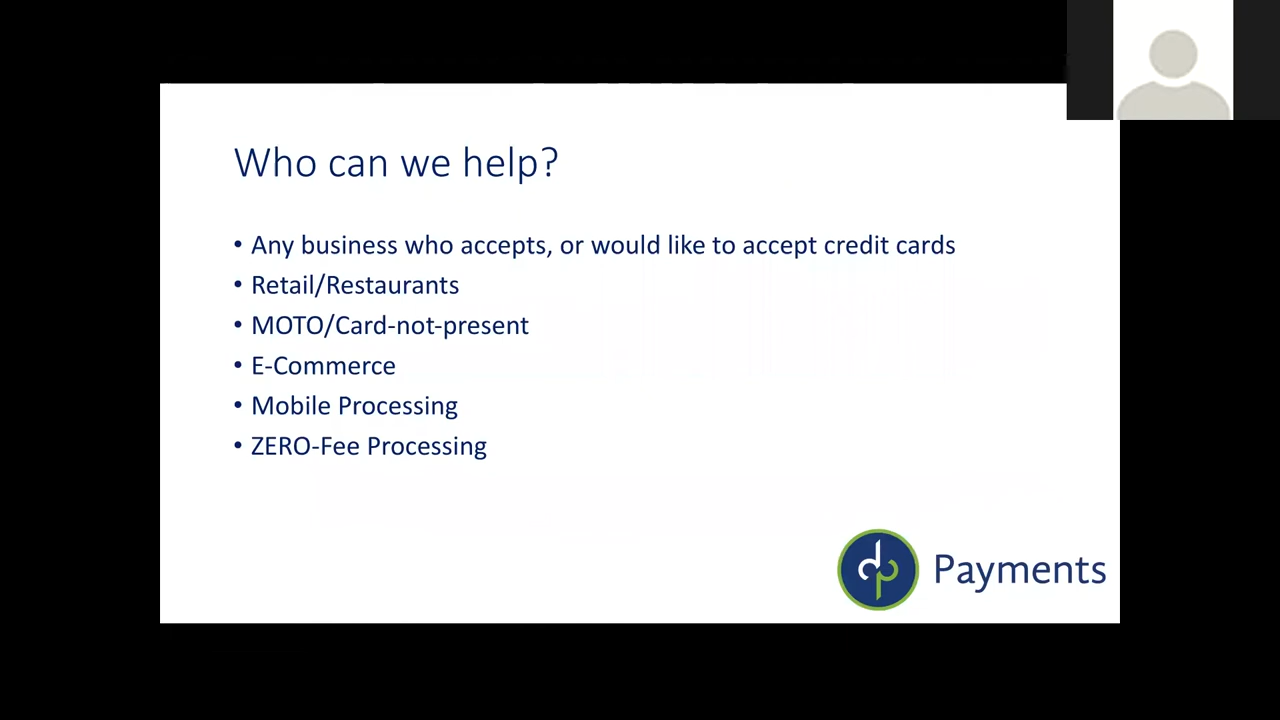 Who can we help?
• Any business who accepts, or would like to accept credit cards
• Retail/Restaurants
• MOTO/Card-not-present
• E-Commerce
• Mobile Processing
• ZERO-Fee Processing
dp Payments